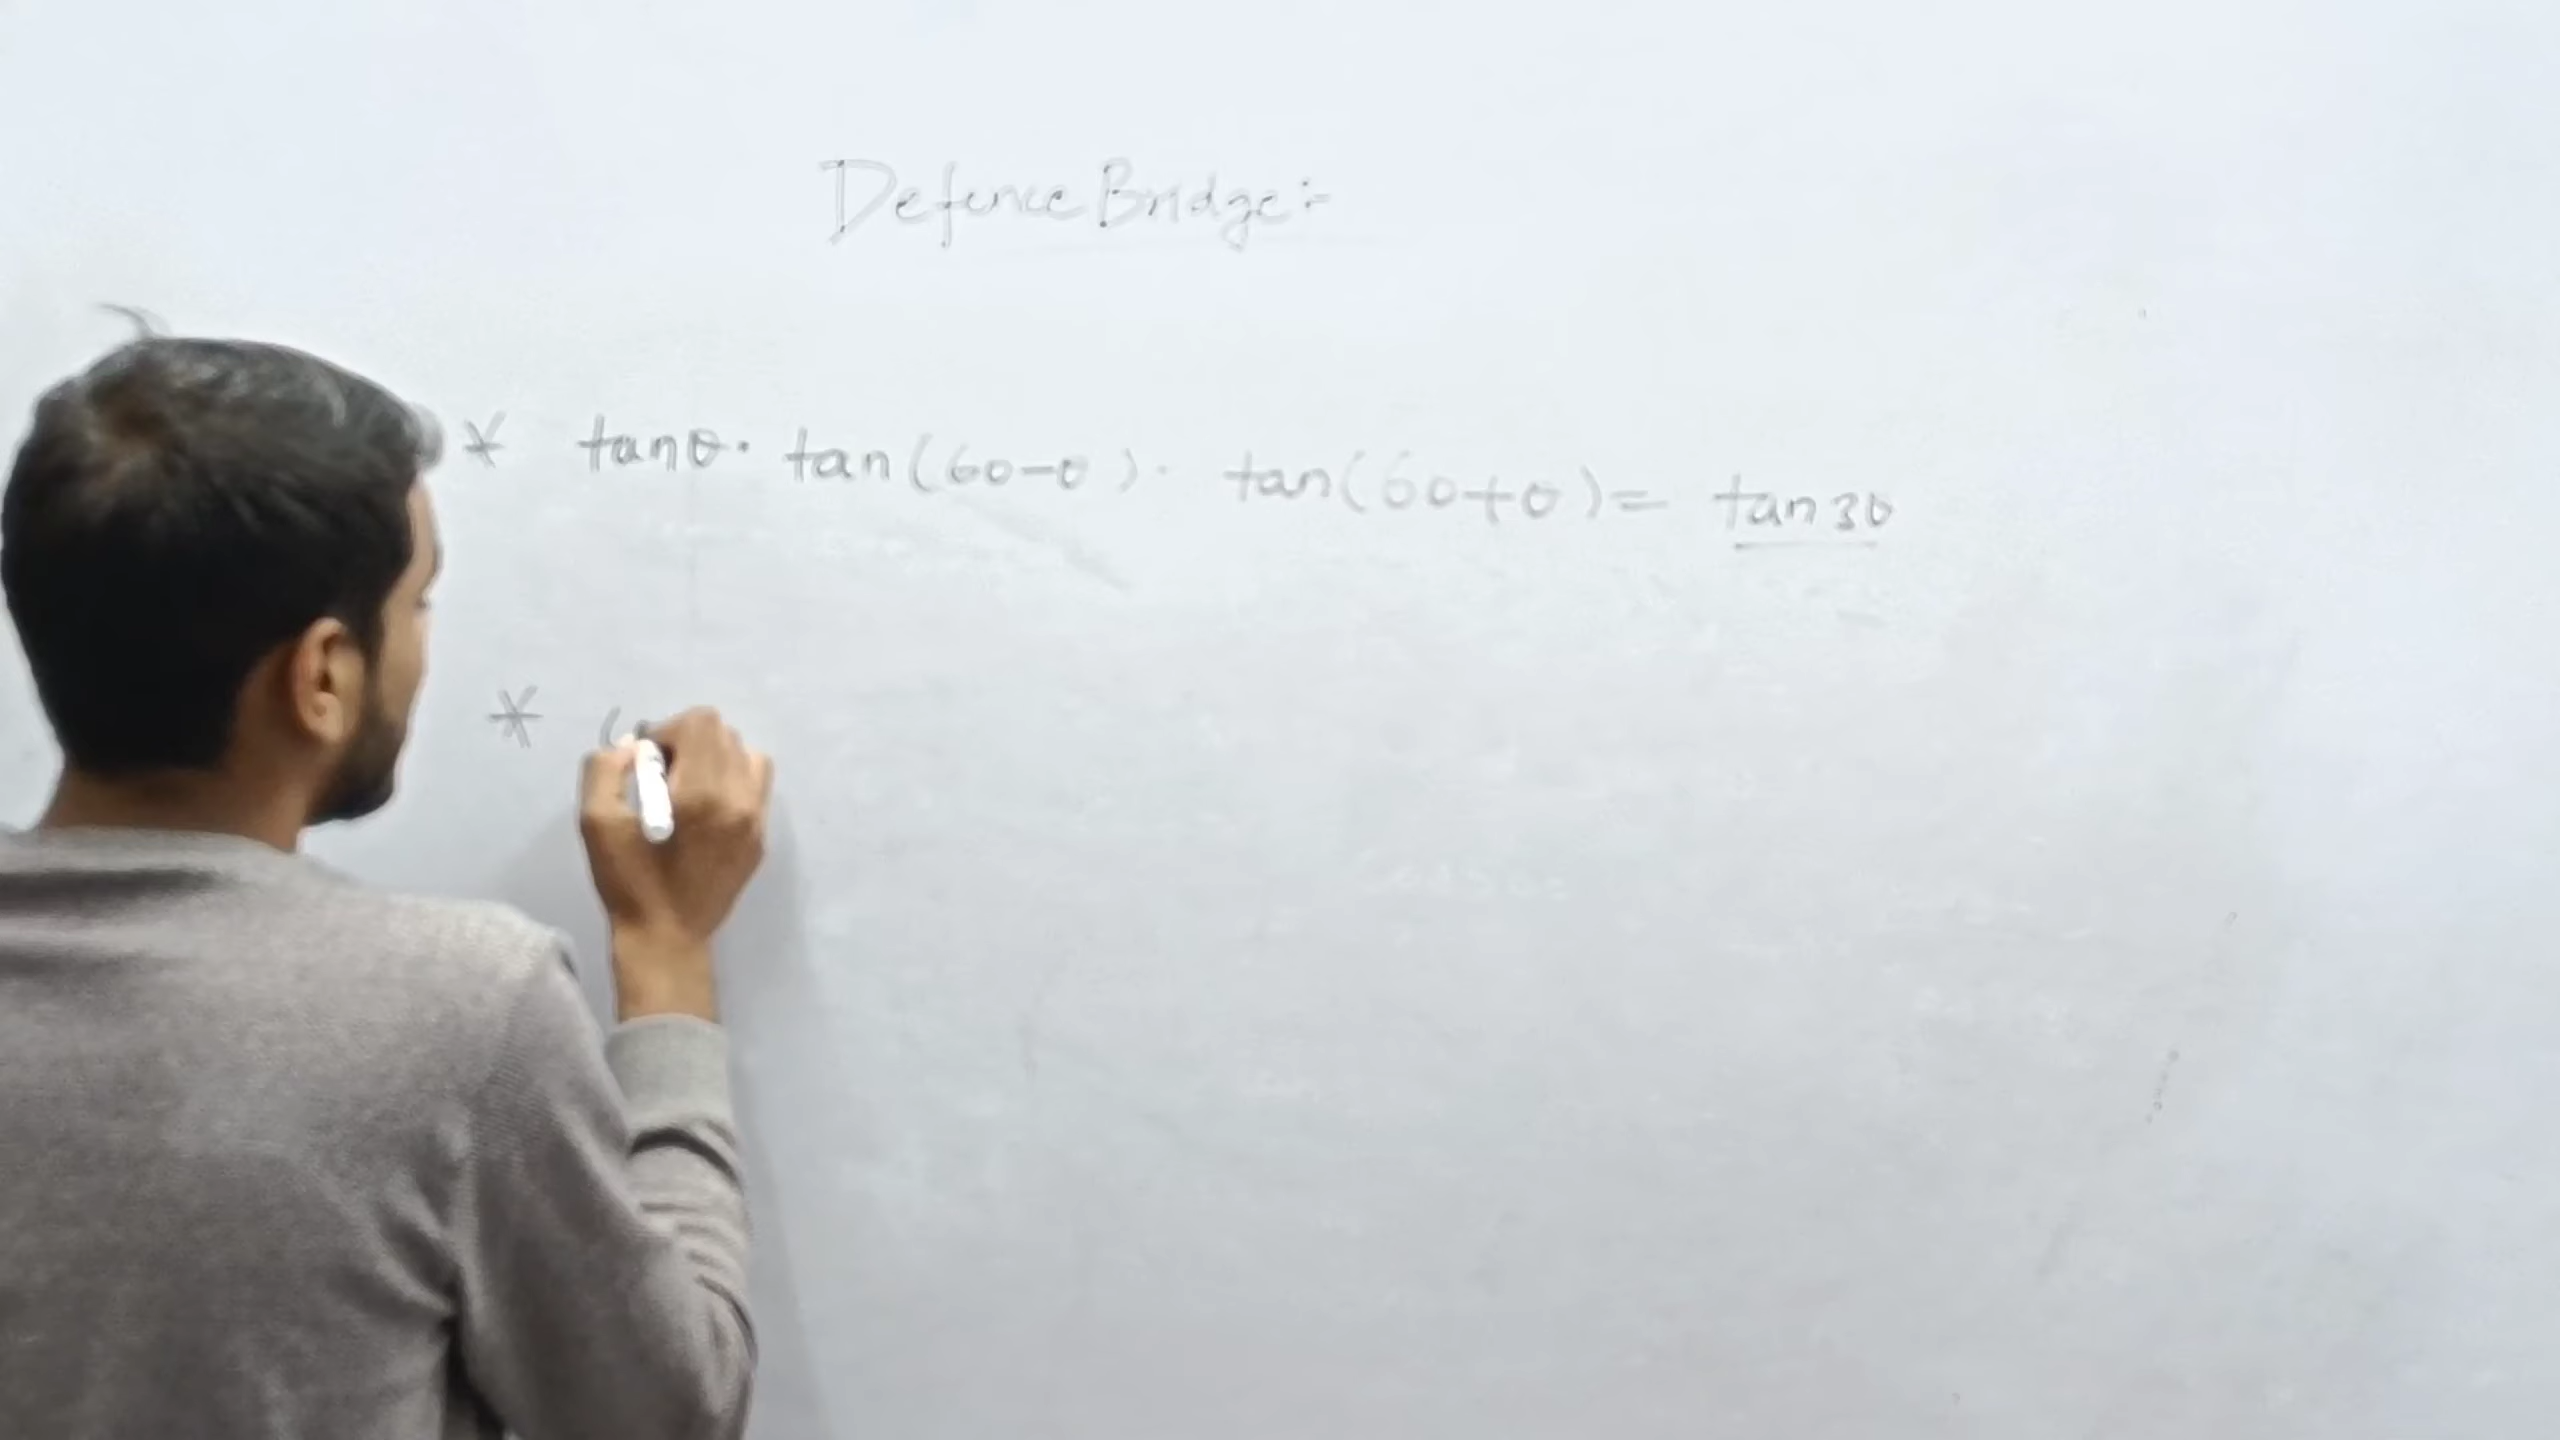 Defence Bridge:-
* tanθ. tan(60-θ). tan(60+θ)= tan3θ
*